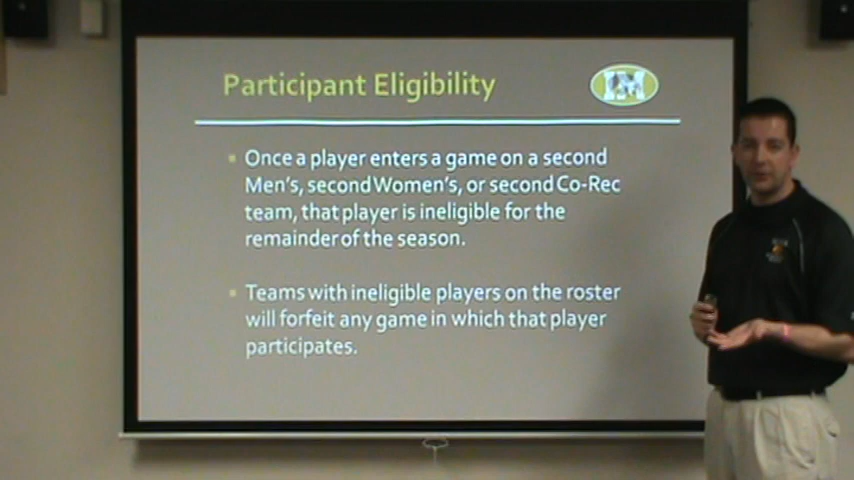 Participant Eligibility
Once a player enters a game on a second
Men's, second Women's, or second Co-Rec
team, that player is ineligible for the
remainder of the season.
Teams with ineligible players on the roster
will forfeit any game in which that player
participates.